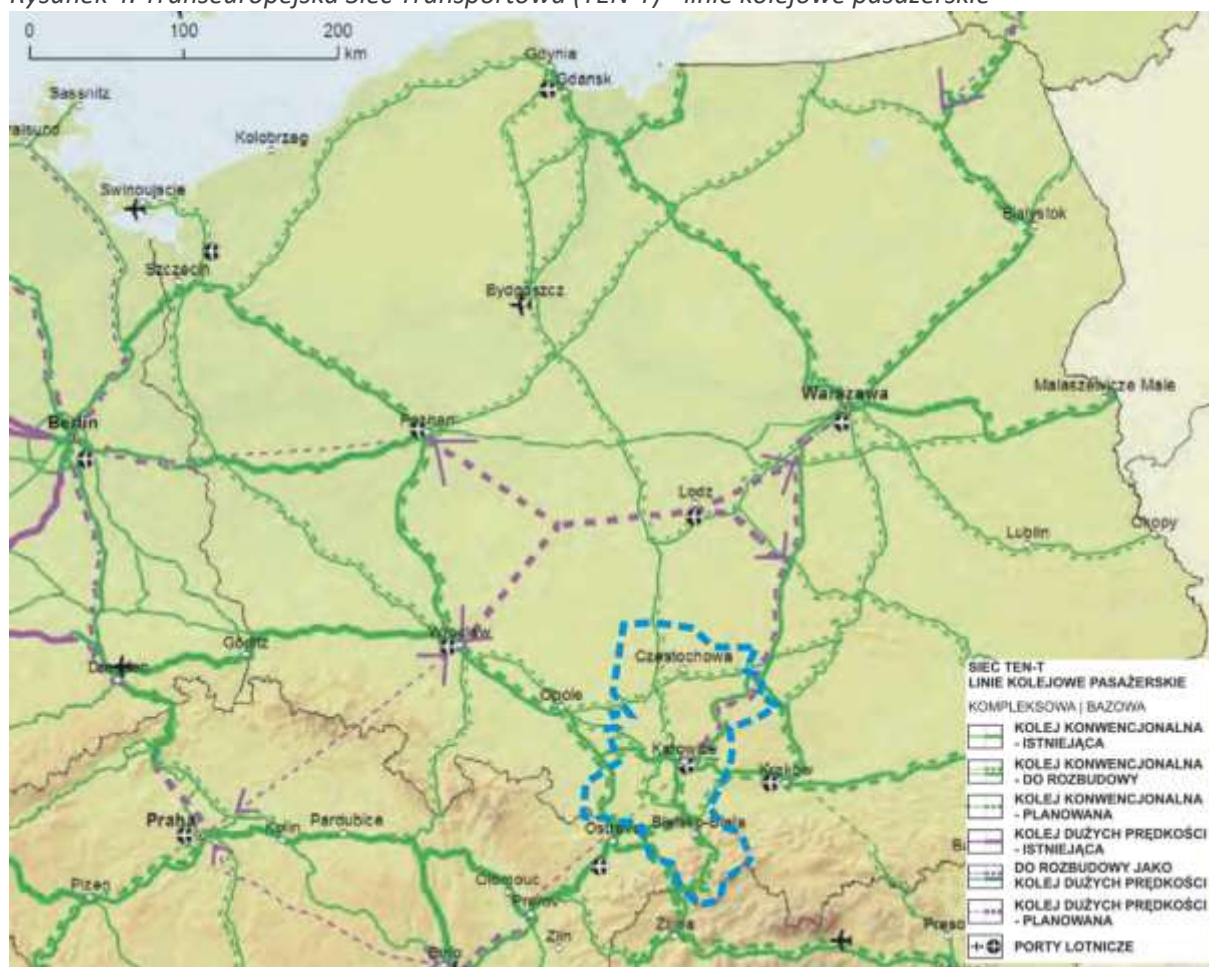 Rysunek 4. Transeuropejska Sieć Transportowa (TEN-T) - linie kolejowe pasażerskie
0 100 200
km
Gdynia
Gdansk
Sassnitz
Kolobrzeg
Swinoujscie
Bialystok
Szczecin
Bydgoszcz
Malaszewicze Male
Warszawa
Berlin
Poznan
Lodz
Lublin
Okopy
Wroclaw
Görlitz
Czestochowa
Dresden
Opole
Katowice
Kraków
Praha
Kolin
Pardubice
Ostrava
Bielsko-Biala
Olomouc
Plzen
Prerov
Zlin
Zilina
Brno
SIEĆ TEN-T
LINIE KOLEJOWE PASAŻERSKIE
KOMPLEKSOWA | BAZOWA
KOLEJ KONWENCJONALNA
- ISTNIEJĄCA
KOLEJ KONWENCJONALNA
- DO ROZBUDOWY
KOLEJ KONWENCJONALNA
- PLANOWANA
KOLEJ DUŻYCH PRĘDKOŚCI
- ISTNIEJĄCA
DO ROZBUDOWY JAKO
KOLEJ DUŻYCH PRĘDKOŚCI
KOLEJ DUŻYCH PRĘDKOŚCI
- PLANOWANA
PORTY LOTNICZE